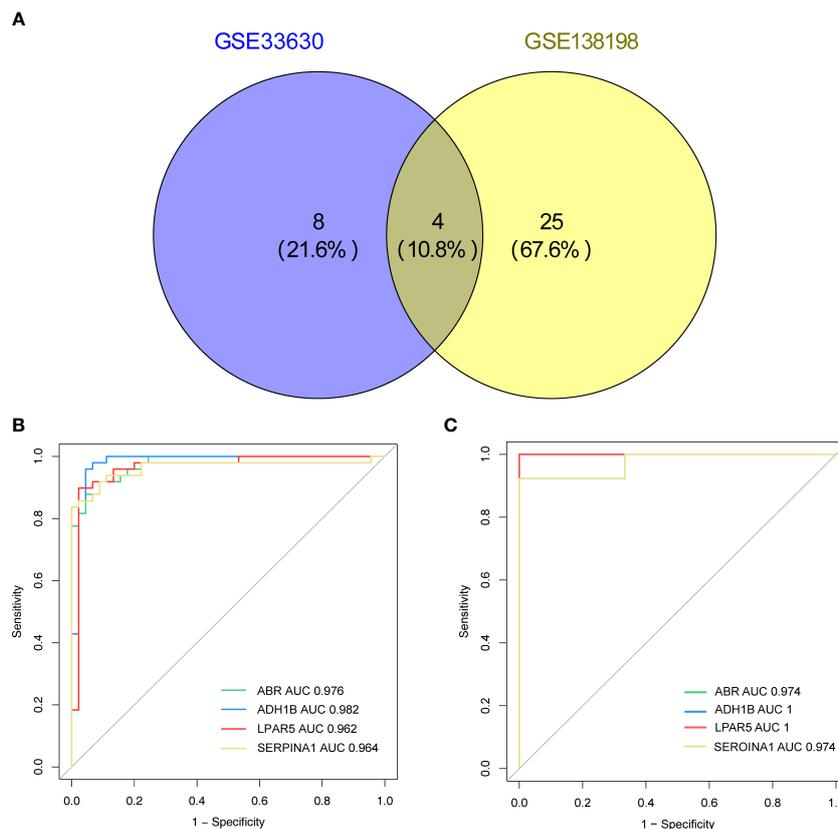 A
GSE33630
GSE138198
8
(21.6%)
4
(10.8%)
25
(67.6%)
B
1.0
0.8
0.6
0.4
0.2
0.0
Sensitivity
ABR AUC 0.976
ADH1B AUC 0.982
LPAR5 AUC 0.962
SERPINA1 AUC 0.964
0.0 0.2 0.4 0.6 0.8 1.0
1 − Specificity
C
1.0
0.8
0.6
0.4
0.2
0.0
Sensitivity
ABR AUC 0.974
ADH1B AUC 1
LPAR5 AUC 1
SEROINA1 AUC 0.974
0.0 0.2 0.4 0.6 0.8 1.
1 − Specificity